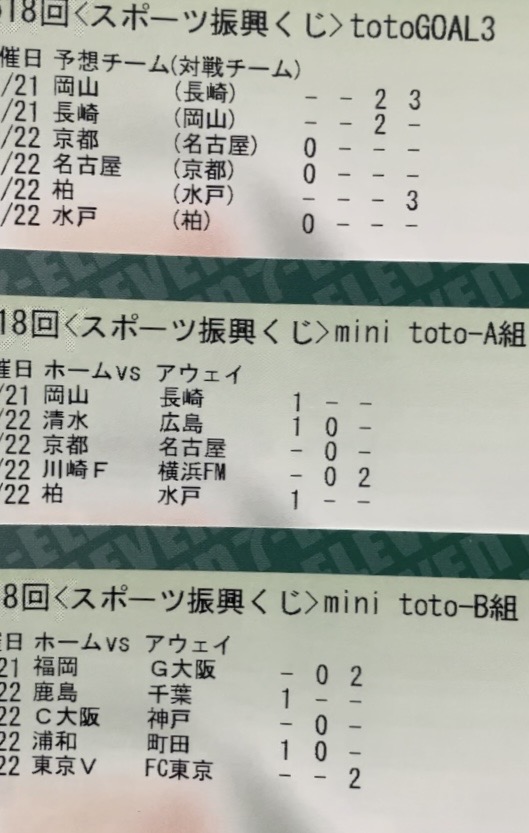 518回<スポーツ振興くじ>totoGOAL3
催日 予想チーム(対戦チーム)
/21 岡山 (長崎) - - 2 3
/21 長崎 (岡山) - - 2 -
/22 京都 (名古屋) 0 - - -
/22 名古屋 (京都) 0 - - -
/22 柏 (水戸) - - - 3
/22 水戸 (柏) 0 - - -
7-ELEVEN 7-ELEVEN
18回<スポーツ振興くじ>mini toto-A組
催日 ホームvs アウェイ
/21 岡山 長崎 1 - -
/22 清水 広島 1 0 -
/22 京都 名古屋 - 0 -
/22 川崎F 横浜FM - 0 2
/22 柏 水戸 1 - -
7-ELEVEN
8回<スポーツ振興くじ>mini toto-B組
日 ホームvs アウェイ
21 福岡 G大阪 - 0 2
22 鹿島 千葉 1 - -
22 C大阪 神戸 - 0 -
22 浦和 町田 1 0 -
22 東京V FC東京 - - 2